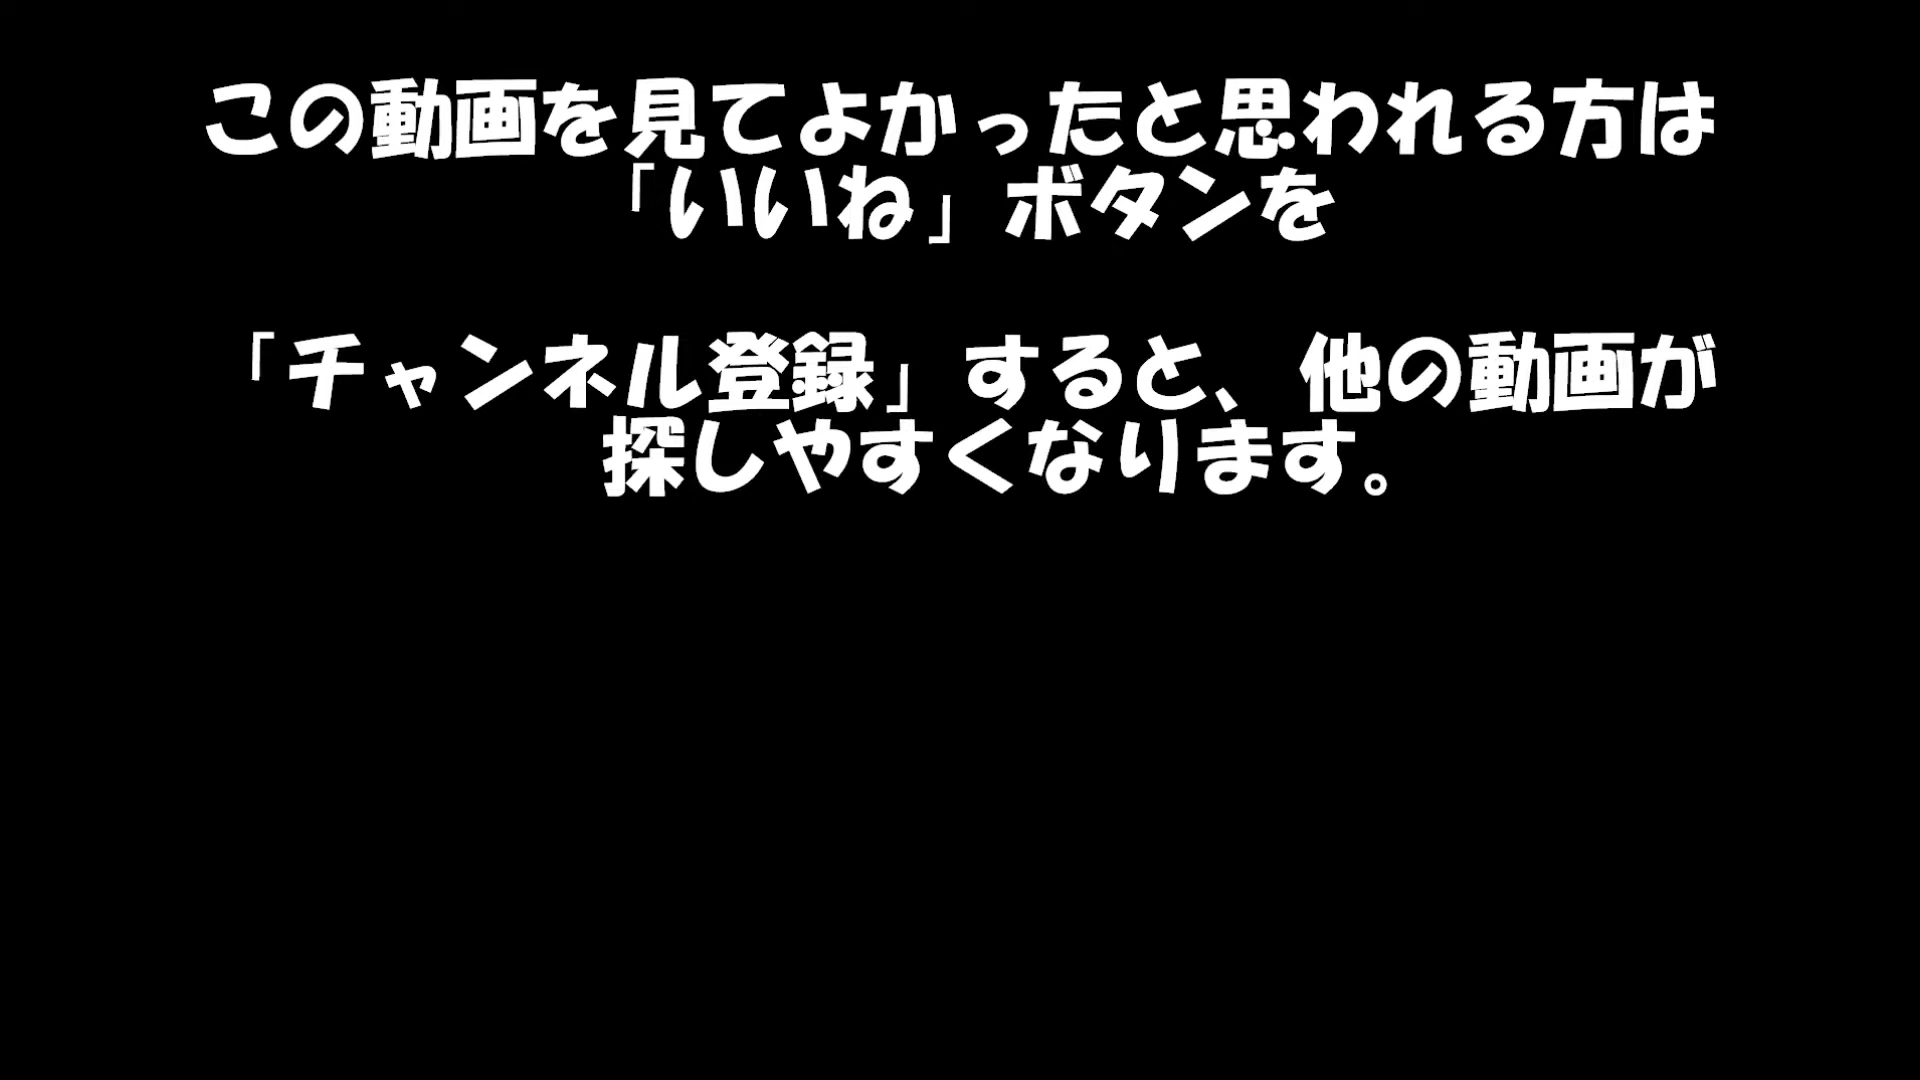 この動画を見てよかったと思われる方は
「いいね」ボタンを
「チャンネル登録」すると、他の動画が
探しやすくなります。